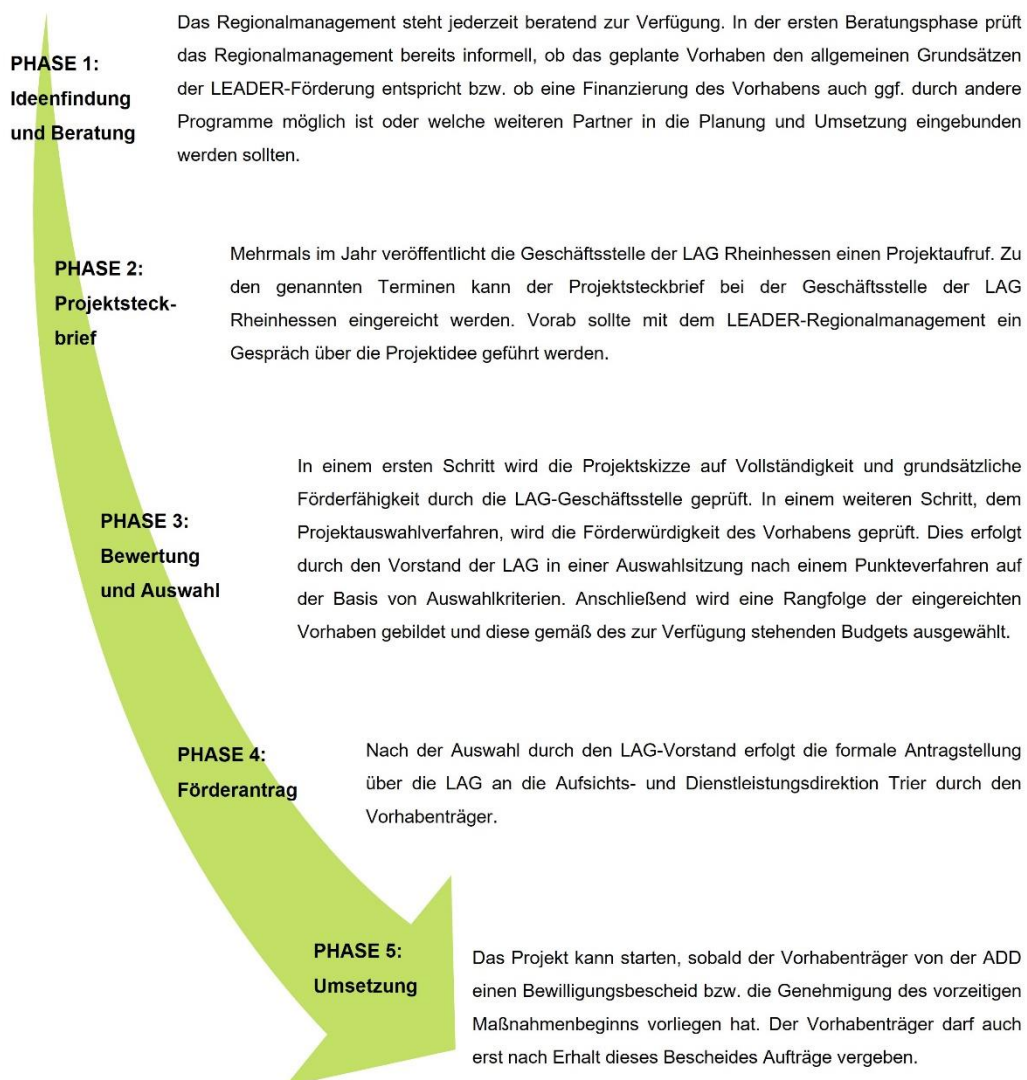 PHASE 1:
Ideenfindung
und Beratung
Das Regionalmanagement steht jederzeit beratend zur Verfügung. In der ersten Beratungsphase prüft
das Regionalmanagement bereits informell, ob das geplante Vorhaben den allgemeinen Grundsätzen
der LEADER-Förderung entspricht bzw. ob eine Finanzierung des Vorhabens auch ggf. durch andere
Programme möglich ist oder welche weiteren Partner in die Planung und Umsetzung eingebunden
werden sollten.
PHASE 2:
Projektsteck-
brief
Mehrmals im Jahr veröffentlicht die Geschäftsstelle der LAG Rheinhessen einen Projektaufruf. Zu
den genannten Terminen kann der Projektsteckbrief bei der Geschäftsstelle der LAG
Rheinhessen eingereicht werden. Vorab sollte mit dem LEADER-Regionalmanagement ein
Gespräch über die Projektidee geführt werden.
PHASE 3:
Bewertung
und Auswahl
In einem ersten Schritt wird die Projektskizze auf Vollständigkeit und grundsätzliche
Förderfähigkeit durch die LAG-Geschäftsstelle geprüft. In einem weiteren Schritt, dem
Projektauswahlverfahren, wird die Förderwürdigkeit des Vorhabens geprüft. Dies erfolgt
durch den Vorstand der LAG in einer Auswahlsitzung nach einem Punkteverfahren auf
der Basis von Auswahlkriterien. Anschließend wird eine Rangfolge der eingereichten
Vorhaben gebildet und diese gemäß des zur Verfügung stehenden Budgets ausgewählt.
PHASE 4:
Förderantrag
Nach der Auswahl durch den LAG-Vorstand erfolgt die formale Antragstellung
über die LAG an die Aufsichts- und Dienstleistungsdirektion Trier durch den
Vorhabenträger.
PHASE 5:
Umsetzung
Das Projekt kann starten, sobald der Vorhabenträger von der ADD
einen Bewilligungsbescheid bzw. die Genehmigung des vorzeitigen
Maßnahmenbeginns vorliegen hat. Der Vorhabenträger darf auch
erst nach Erhalt dieses Bescheides Aufträge vergeben.